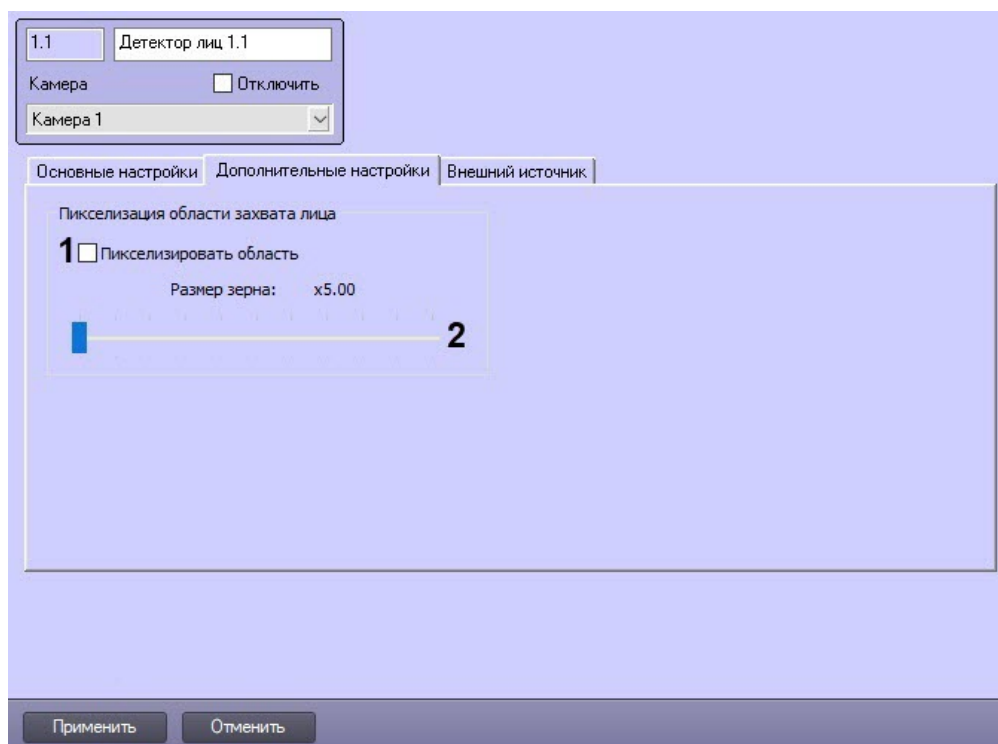 1.1 Детектор лиц 1.1
Камера Отключить
Камера 1
Основные настройки Дополнительные настройки Внешний источник
Пикселизация области захвата лица
1 Пикселизировать область
Размер зерна: x5.00
2
Применить Отменить